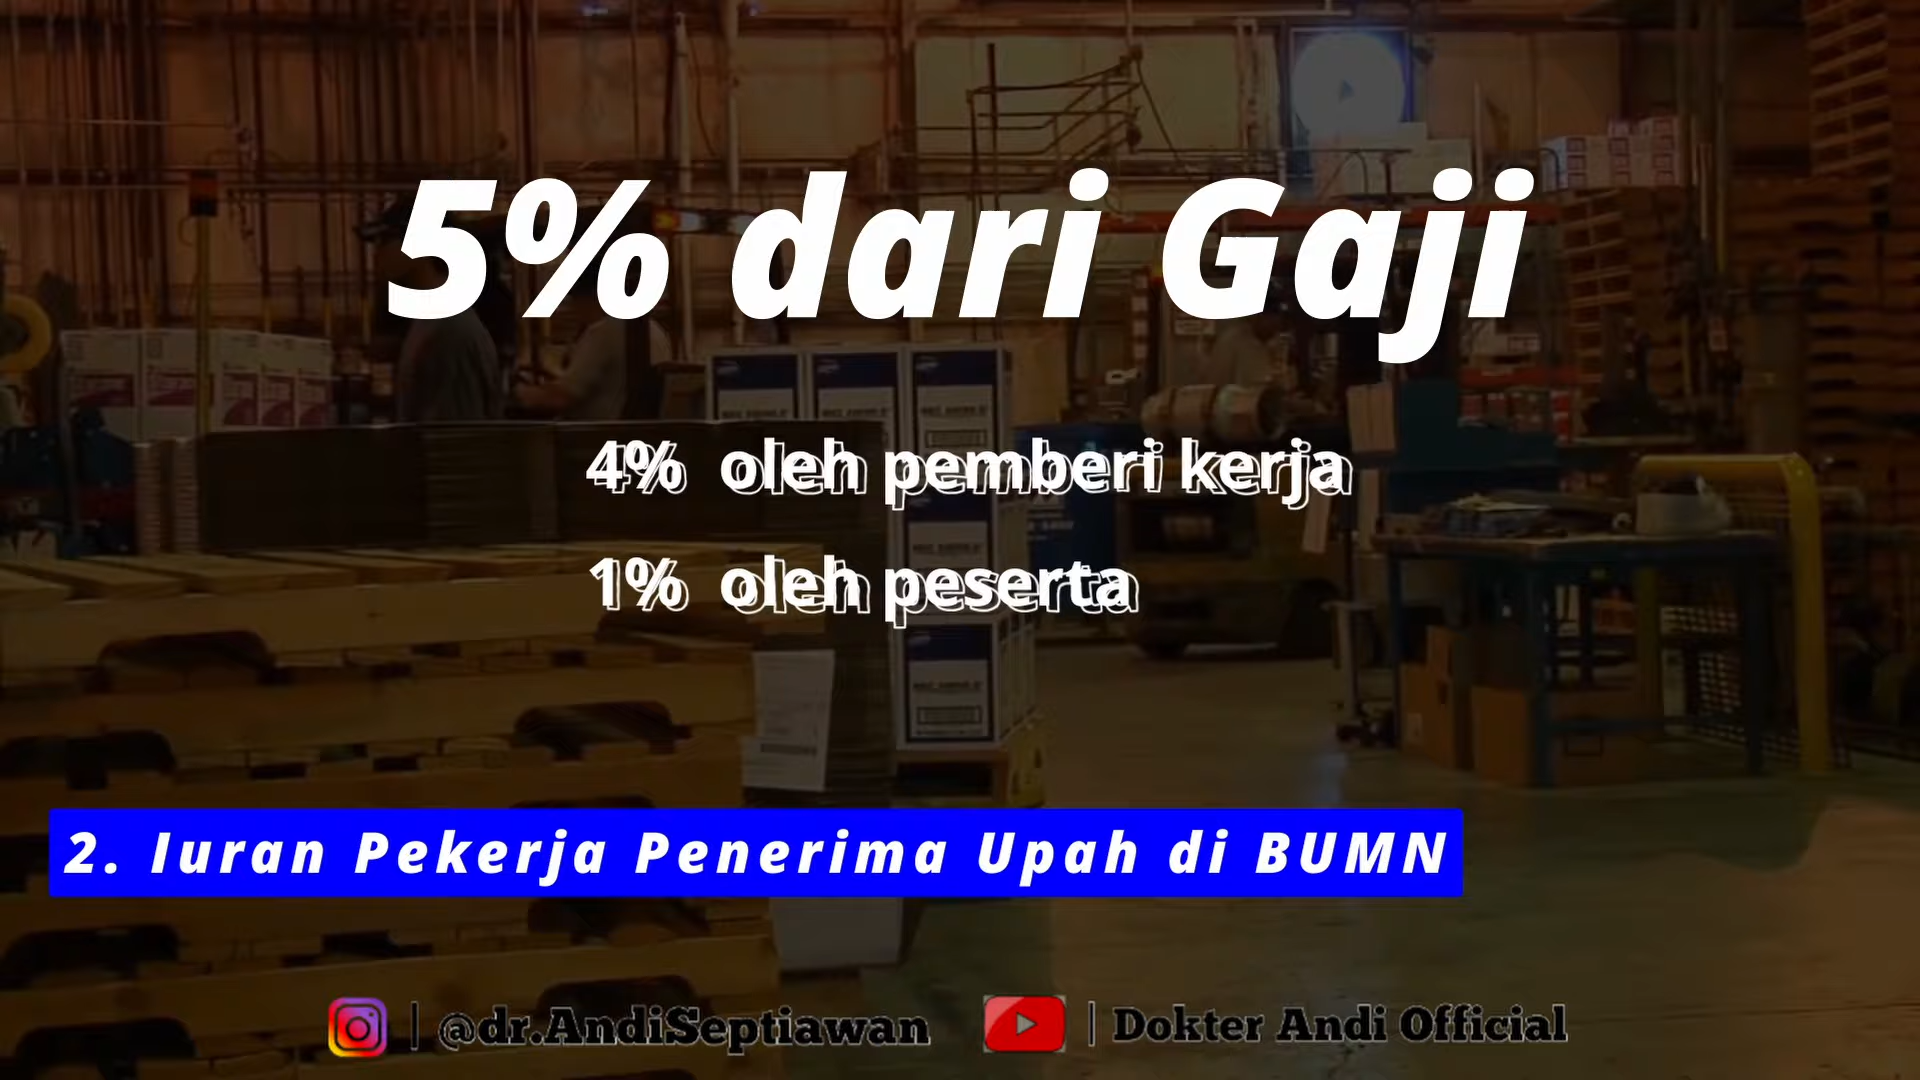 5% dari Gaji
4% oleh pemberi kerja
1% oleh peserta
2. Iuran Pekerja Penerima Upah di BUMN
| @dr.AndiSeptiawan | Dokter Andi Official